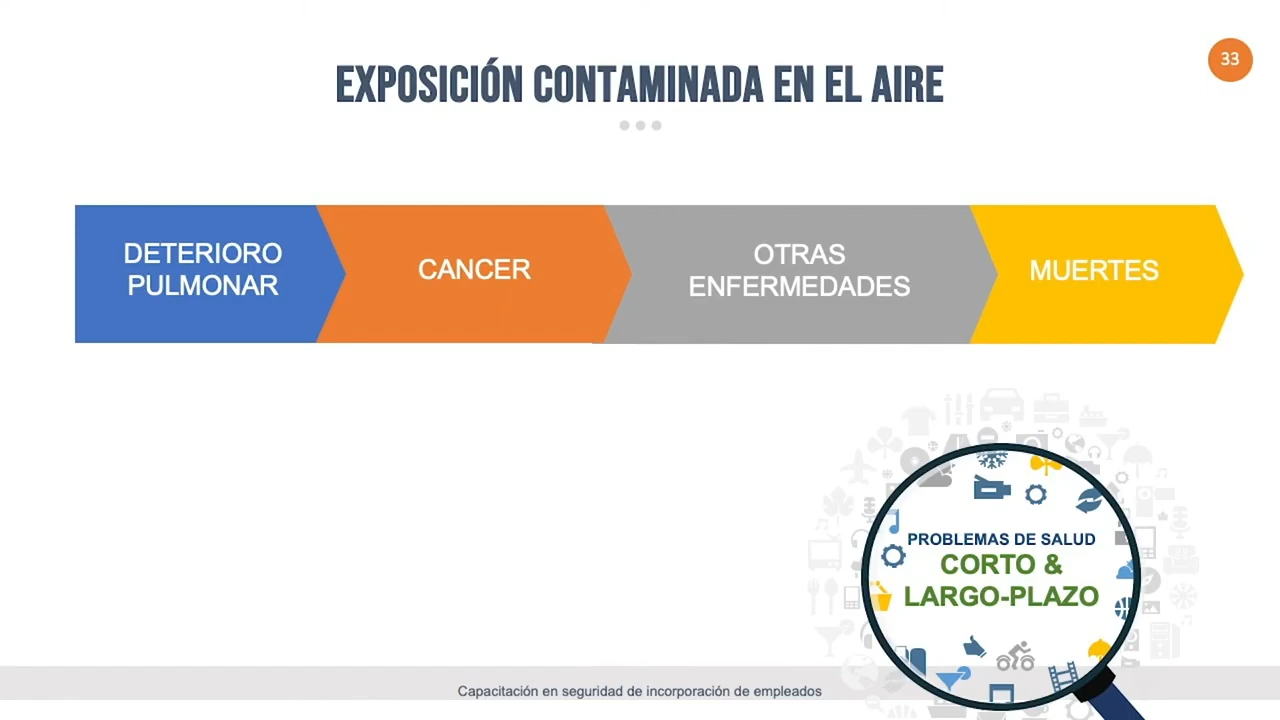 33
EXPOSICIÓN CONTAMINADA EN EL AIRE
DETERIORO
PULMONAR
CANCER
OTRAS
ENFERMEDADES
MUERTES
PROBLEMAS DE SALUD
CORTO &
LARGO-PLAZO
Capacitación en seguridad de incorporación de empleados